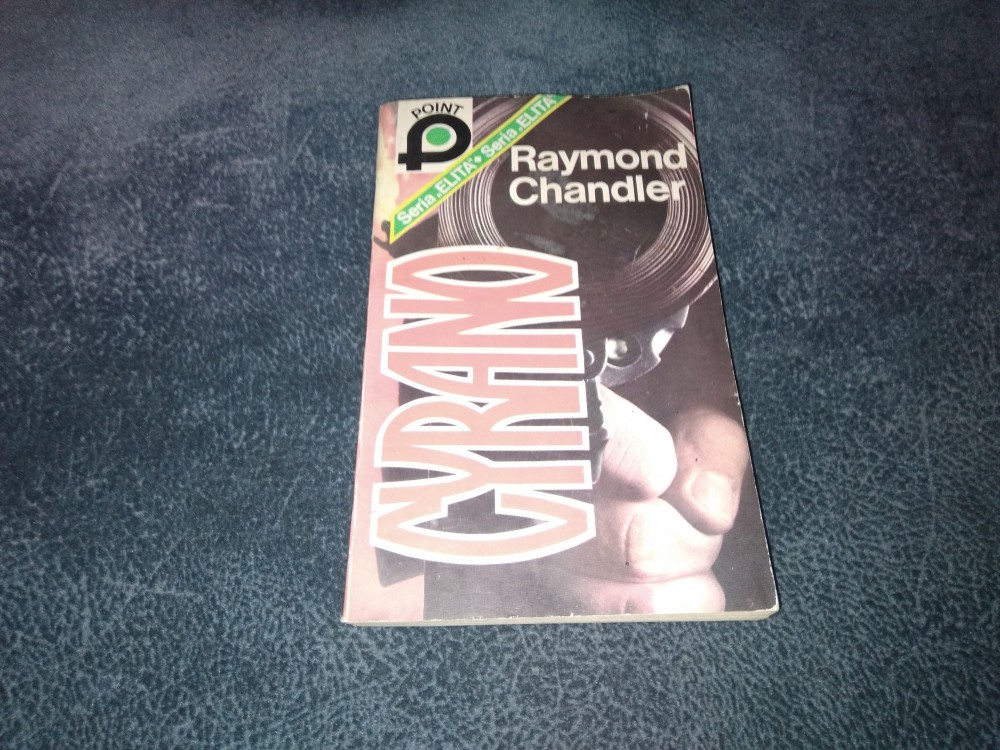 POINT
Seria „ELITA” • Seria „ELITA”
Raymond
Chandler
CYRANO